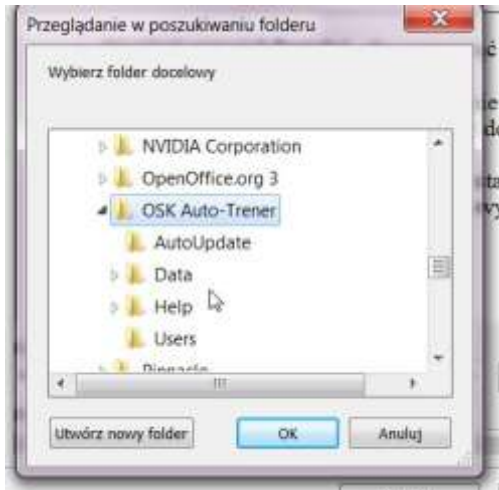 Przeglądanie w poszukiwaniu folderu
Wybierz folder docelowy
NVIDIA Corporation
OpenOffice.org 3
OSK Auto-Trener
AutoUpdate
Data
Help
Users
Pinnacle
Utwórz nowy folder
OK
Anuluj